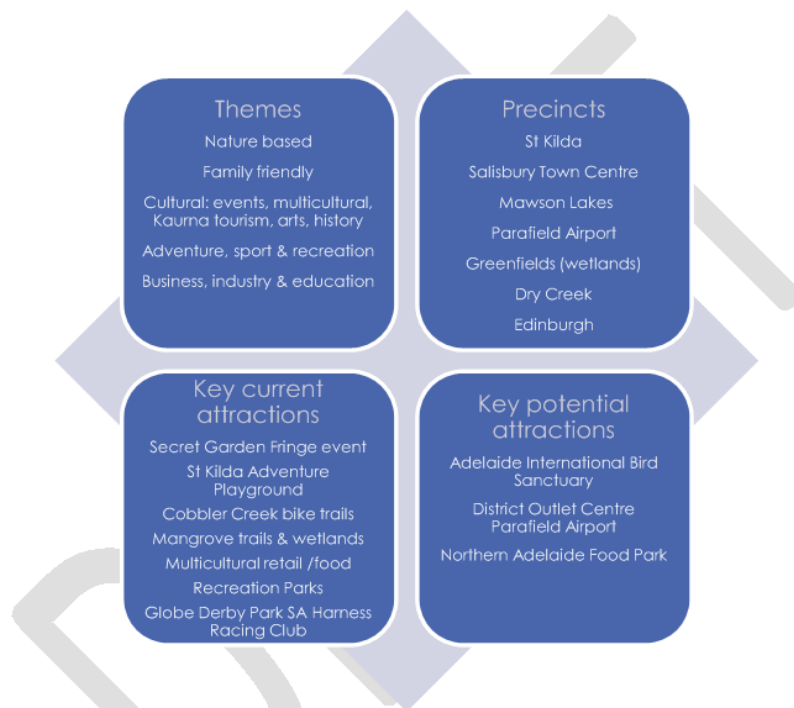 Themes
Nature based
Family friendly
Cultural: events, multicultural,
Kaurna tourism, arts, history
Adventure, sport & recreation
Business, industry & education
Precincts
St Kilda
Salisbury Town Centre
Mawson Lakes
Parafield Airport
Greenfields (wetlands)
Dry Creek
Edinburgh
Key current
attractions
Secret Garden Fringe event
St Kilda Adventure
Playground
Cobbler Creek bike trails
Mangrove trails & wetlands
Multicultural retail /food
Recreation Parks
Globe Derby Park SA Harness
Racing Club
Key potential
attractions
Adelaide International Bird
Sanctuary
District Outlet Centre
Parafield Airport
Northern Adelaide Food Park